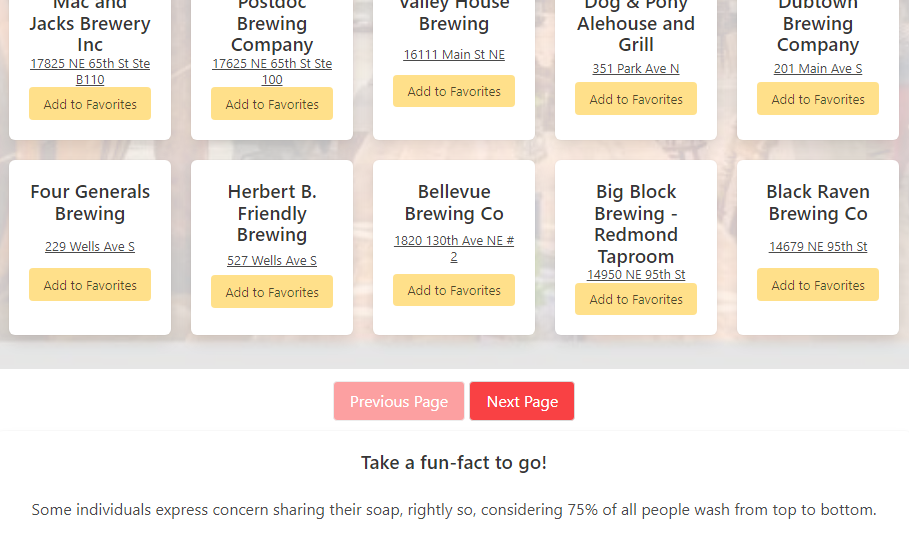 Mac and
Jacks Brewery
Inc
17825 NE 65th St Ste
B110
Add to Favorites
Postdoc
Brewing
Company
17625 NE 65th St Ste
100
Add to Favorites
Valley House
Brewing
16111 Main St NE
Add to Favorites
Dog & Pony
Alehouse and
Grill
351 Park Ave N
Add to Favorites
Dubtown
Brewing
Company
201 Main Ave S
Add to Favorites
Four Generals
Brewing
229 Wells Ave S
Add to Favorites
Herbert B.
Friendly
Brewing
527 Wells Ave S
Add to Favorites
Bellevue
Brewing Co
1820 130th Ave NE #
2
Add to Favorites
Big Block
Brewing -
Redmond
Taproom
14950 NE 95th St
Add to Favorites
Black Raven
Brewing Co
14679 NE 95th St
Add to Favorites
Previous Page
Next Page
Take a fun-fact to go!
Some individuals express concern sharing their soap, rightly so, considering 75% of all people wash from top to bottom.